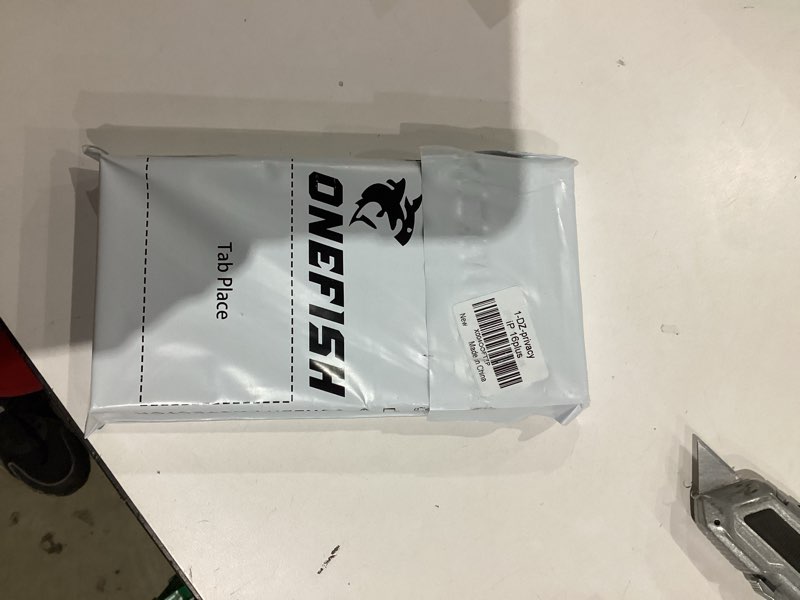 ONEFISH
Tab Place
1-DZ-privacy
iP 16plus
New
Made in China